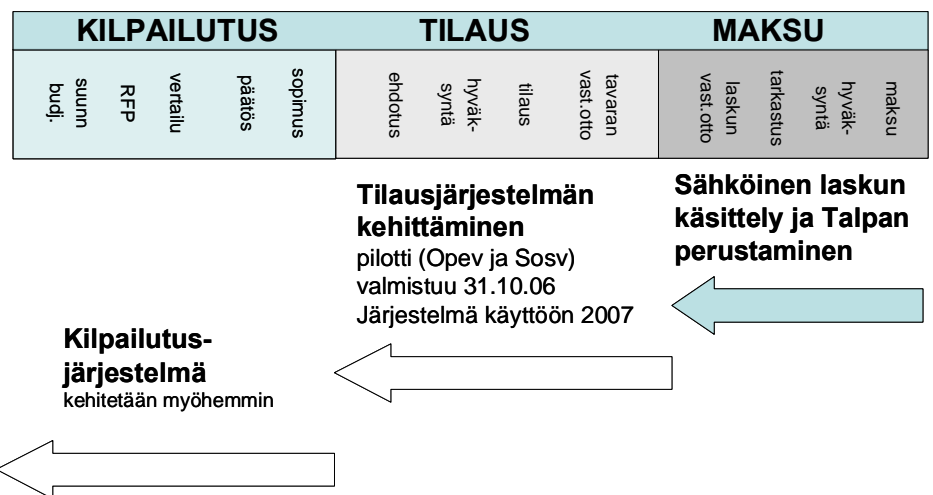 KILPAILUTUS TILAUS MAKSU
suunn
budj.
RFP
vertailu
päätös
sopimus
ehdotus
hyväk-
syntä
tilaus
tavaran
vast.otto
laskun
vast.otto
tarkastus
hyväk-
syntä
maksu
Tilausjärjestelmän
kehittäminen
pilotti (Opev ja Sosv)
valmistuu 31.10.06
Järjestelmä käyttöön 2007
Sähköinen laskun
käsittely ja Talpan
perustaminen
Kilpailutus-
järjestelmä
kehitetään myöhemmin